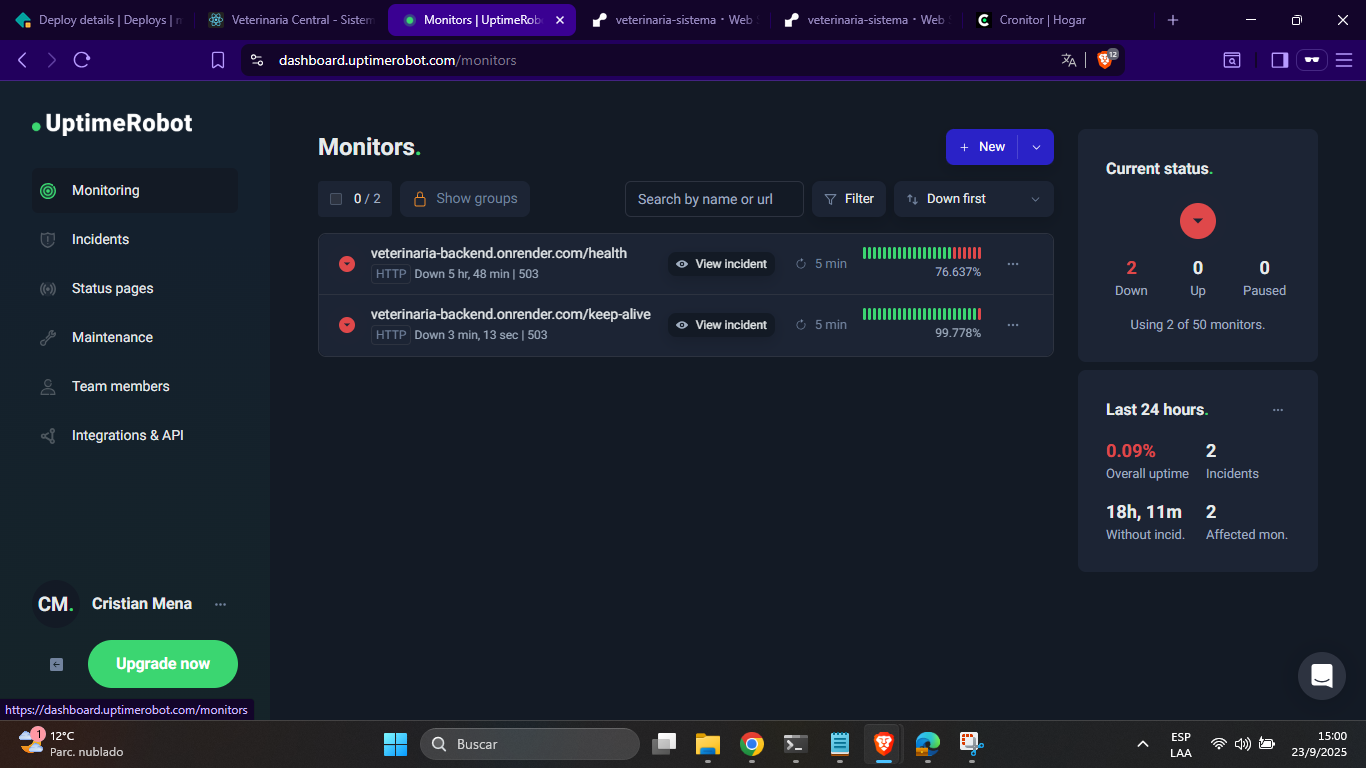 Deploy details | Deploys | n
Veterinaria Central - Sistem
Monitors | UptimeRob
veterinaria-sistema · Web S
veterinaria-sistema · Web S
Cronitor | Hogar
dashboard.uptimerobot.com/monitors
12
UptimeRobot
Monitoring
Incidents
Status pages
Maintenance
Team members
Integrations & API
CM.
Cristian Mena
Upgrade now
https://dashboard.uptimerobot.com/monitors
Monitors.
+ New
0 / 2
Show groups
Search by name or url
Filter
Down first
veterinaria-backend.onrender.com/health
HTTP Down 5 hr, 48 min | 503
View incident
5 min
76.637%
veterinaria-backend.onrender.com/keep-alive
HTTP Down 3 min, 13 sec | 503
View incident
5 min
99.778%
Current status.
2 0 0
Down Up Paused
Using 2 of 50 monitors.
Last 24 hours.
0.09% 2
Overall uptime Incidents
18h, 11m 2
Without incid. Affected mon.
1
12°C
Parc. nublado
Buscar
ESP
LAA
15:00
23/9/2025